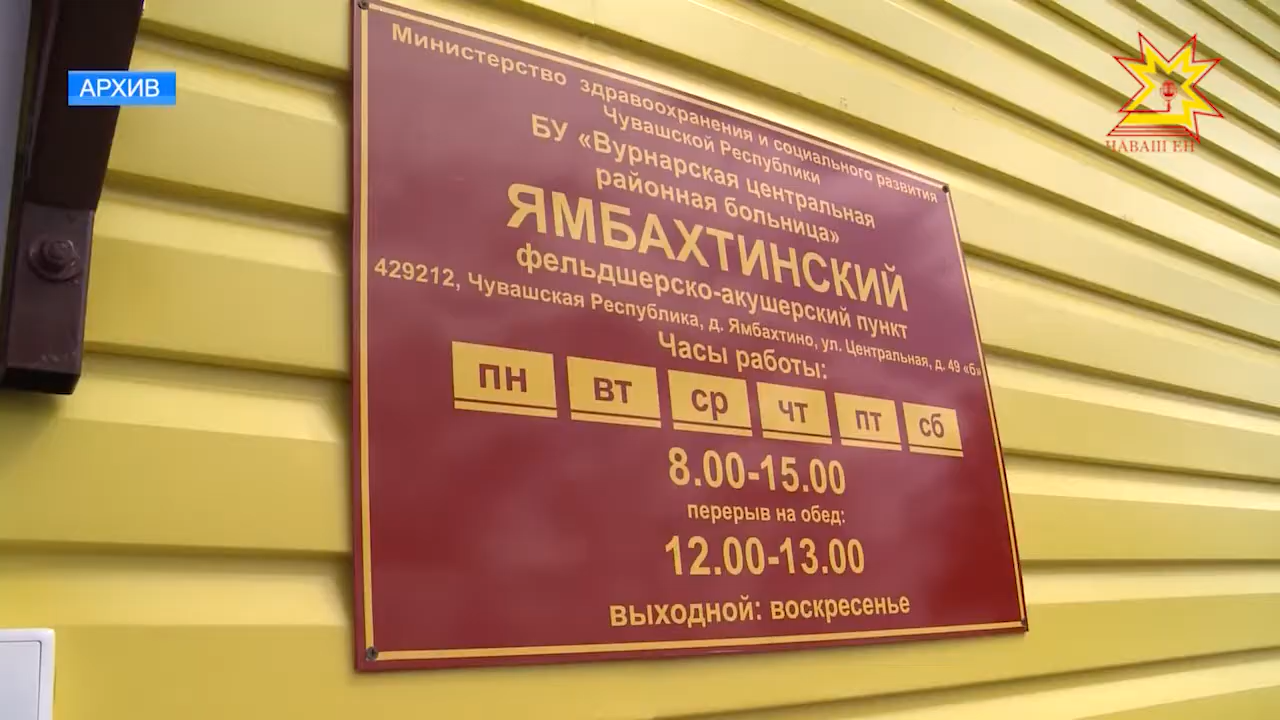 АРХИВ
ЧАВАШ ЕН
Министерство здравоохранения и социального развития
Чувашской Республики
БУ «Вурнарская центральная
районная больница»
ЯМБАХТИНСКИЙ
фельдшерско-акушерский пункт
429212, Чувашская Республика, д. Ямбахтино, ул. Центральная, д. 49 «б»
Часы работы:
пн вт ср чт пт сб
8.00-15.00
перерыв на обед:
12.00-13.00
выходной: воскресенье